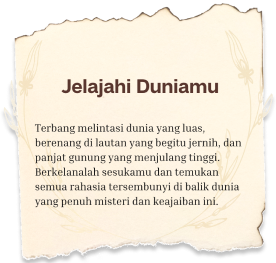 Jelajahi Duniamu
Terbang melintasi dunia yang luas,
berenang di lautan yang begitu jernih, dan
panjat gunung yang menjulang tinggi.
Berkelanalah sesukamu dan temukan
semua rahasia tersembunyi di balik dunia
yang penuh misteri dan keajaiban ini.